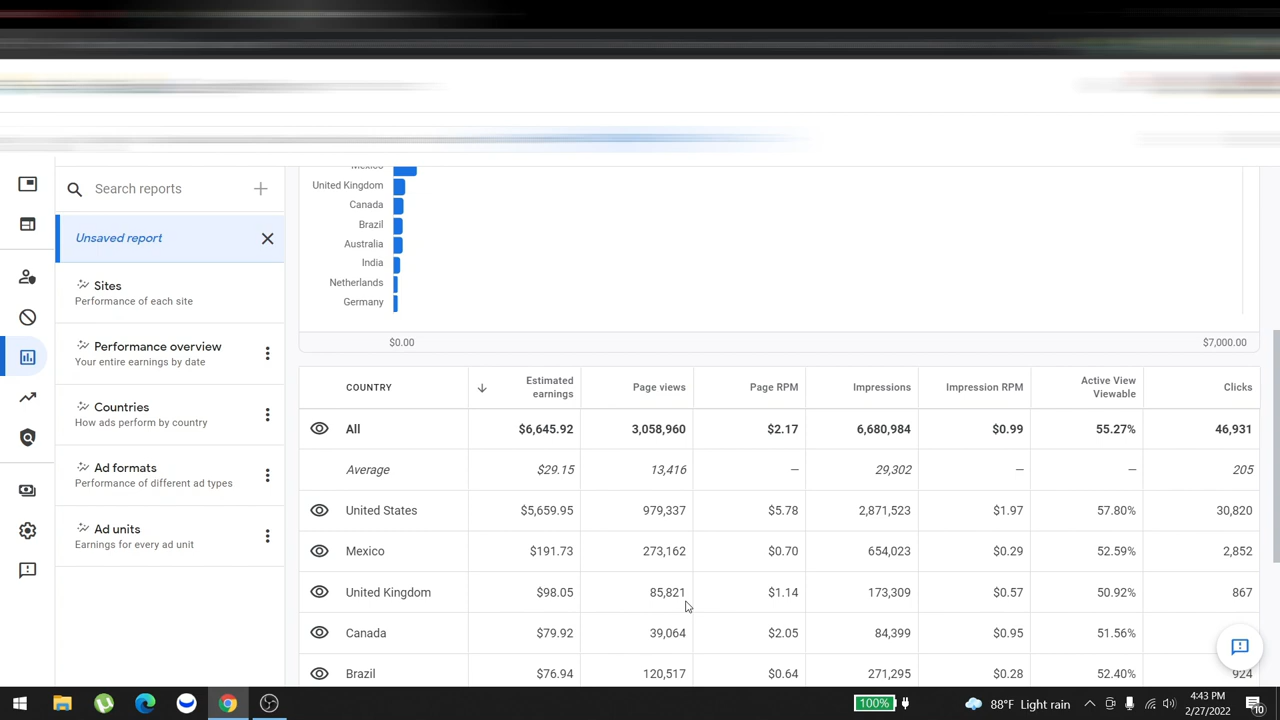 Search reports
Unsaved report
Sites
Performance of each site
Performance overview
Your entire earnings by date
Countries
How ads perform by country
Ad formats
Performance of different ad types
Ad units
Earnings for every ad unit
Mexico
United Kingdom
Canada
Brazil
Australia
India
Netherlands
Germany
$0.00 $7,000.00
COUNTRY Estimated earnings Page views Page RPM Impressions Impression RPM Active View Viewable Clicks
All $6,645.92 3,058,960 $2.17 6,680,984 $0.99 55.27% 46,931
Average $29.15 13,416 — 29,302 — — 205
United States $5,659.95 979,337 $5.78 2,871,523 $1.97 57.80% 30,820
Mexico $191.73 273,162 $0.70 654,023 $0.29 52.59% 2,852
United Kingdom $98.05 85,821 $1.14 173,309 $0.57 50.92% 867
Canada $79.92 39,064 $2.05 84,399 $0.95 51.56%
Brazil $76.94 120,517 $0.64 271,295 $0.28 52.40% 924
100% 88°F Light rain 4:43 PM
2/27/2022 10